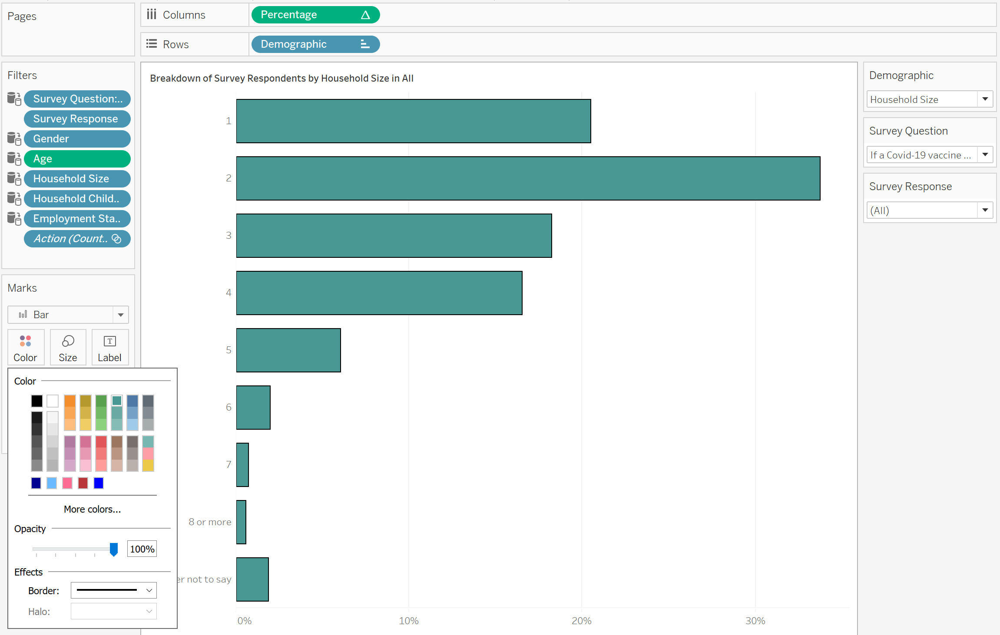 Pages
Columns
Percentage
Rows
Demographic
Filters
Survey Question:..
Survey Response
Gender
Age
Household Size
Household Child..
Employment Sta..
Action (Count..
Marks
Bar
Color
Size
Label
Color
More colors...
Opacity
100%
Effects
Border:
Halo:
Breakdown of Survey Respondents by Household Size in All
1
2
3
4
5
6
7
8 or more
er not to say
0%
10%
20%
30%
Demographic
Household Size
Survey Question
If a Covid-19 vaccine ...
Survey Response
(All)